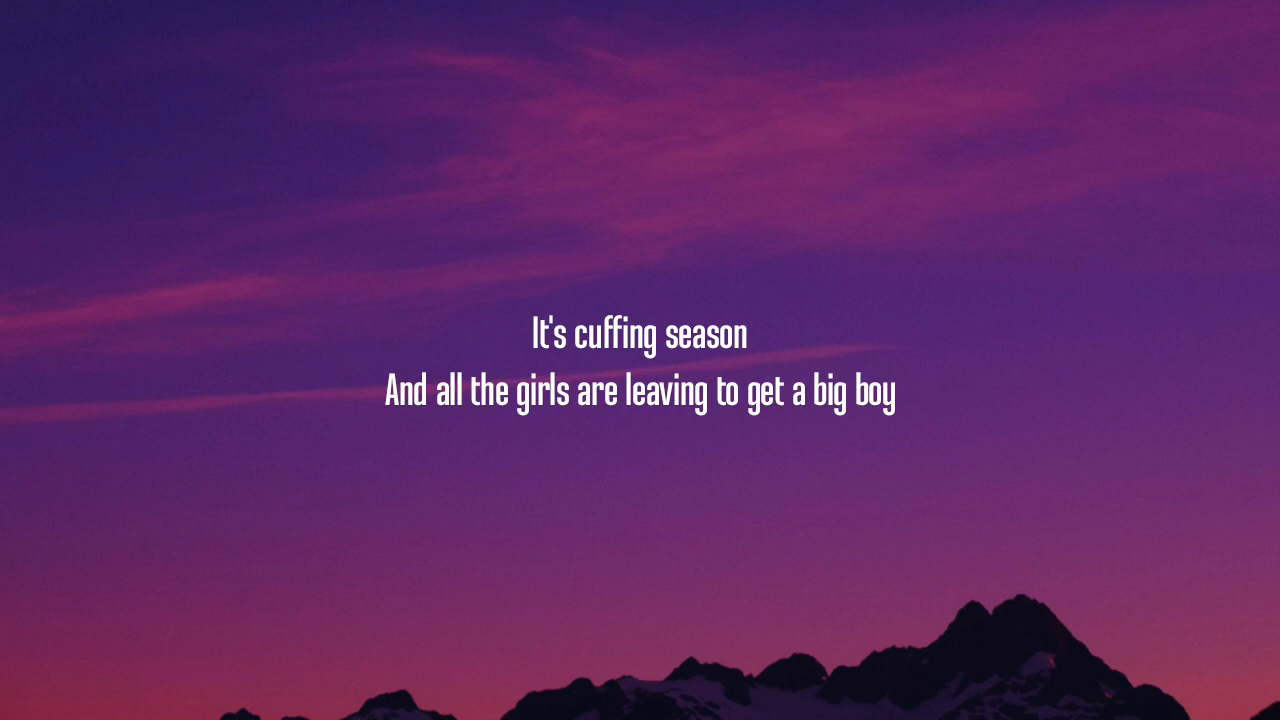 It's cuffing season
And all the girls are leaving to get a big boy